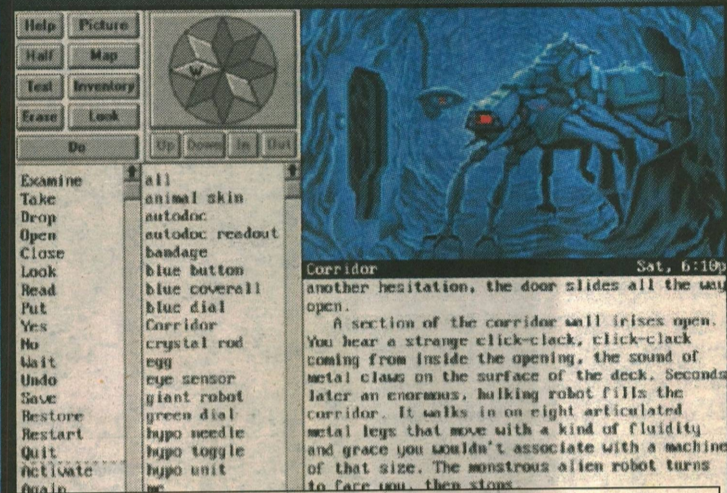 Help Picture
Half Map
Text Inventory
Erase Look
Do
W
Up Down In Out
Examine
Take
Drop
Open
Close
Look
Read
Put
Yes
No
Wait
Undo
Save
Restore
Restart
Quit
Activate
Again
all
animal skin
autodoc
autodoc readout
bandage
blue button
blue coverall
blue dial
Corridor
crystal rod
egg
eye sensor
giant robot
green dial
hypo needle
hypo toggle
hypo unit
me
Corridor Sat, 6:10p
another hesitation, the door slides all the way
open.
A section of the corridor wall irises open.
You hear a strange click-clack, click-clack
coming from inside the opening, the sound of
metal claws on the surface of the deck. Seconds
later an enormous, hulking robot fills the
corridor. It walks in on eight articulated
metal legs that move with a kind of fluidity
and grace you wouldn't associate with a machine
of that size. The monstrous alien robot turns
to face you, then stops.